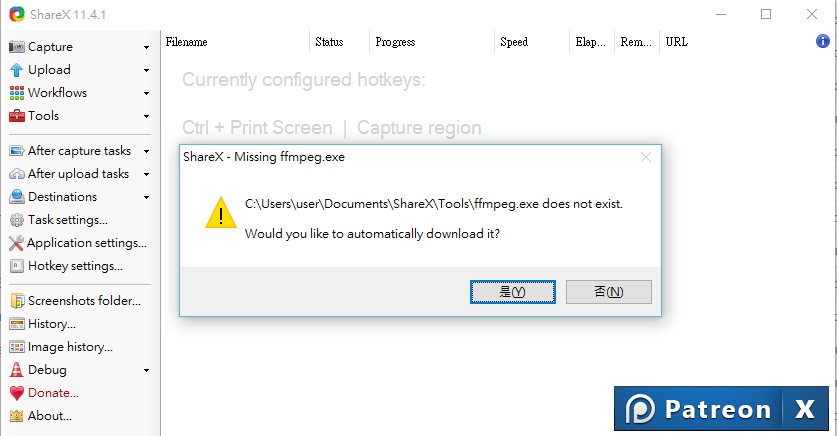 ShareX 11.4.1
Capture
Upload
Workflows
Tools
After capture tasks
After upload tasks
Destinations
Task settings...
Application settings...
Hotkey settings...
Screenshots folder...
History...
Image history...
Debug
Donate...
About...
Filename Status Progress Speed Elap... Rem... URL
Currently configured hotkeys:
Ctrl + Print Screen | Capture region
ShareX - Missing ffmpeg.exe
C:\Users\user\Documents\ShareX\Tools\ffmpeg.exe does not exist.
Would you like to automatically download it?
是(Y) 否(N)
Patreon X